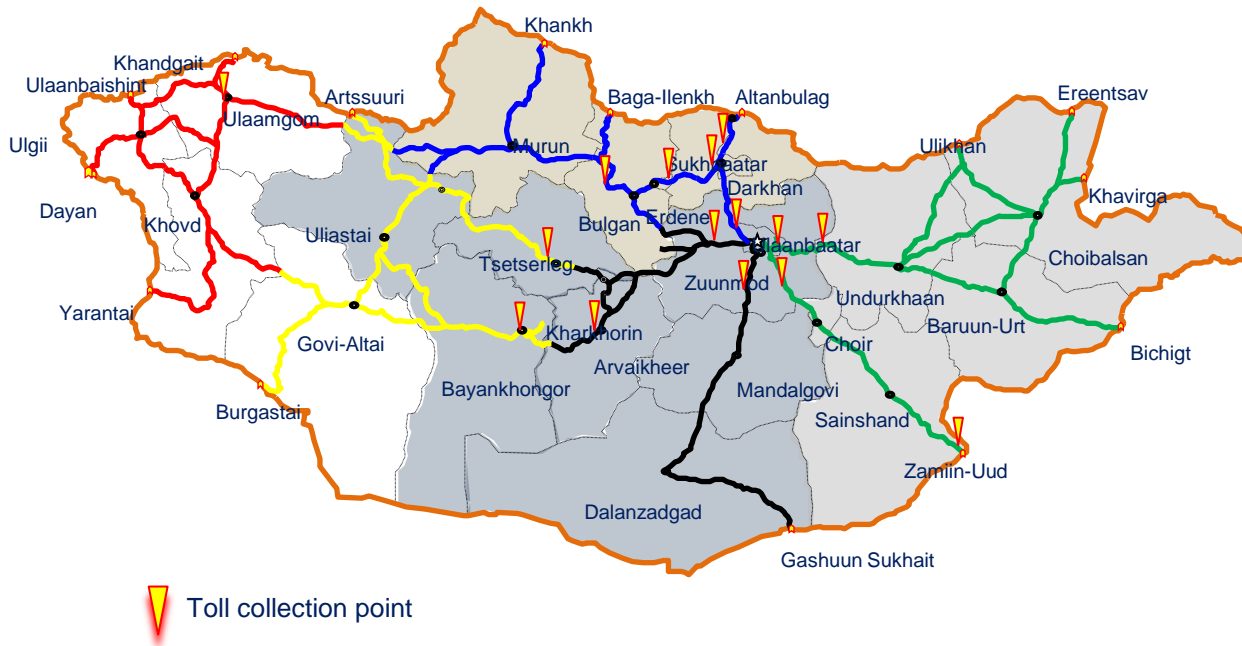 Khankh
Khandgait
Ulaanbaishint
Artssuuri
Baga-Ilenkh
Altanbulag
Ereentsav
Ulaamgom
Ulgii
Murun
Sukhbaatar
Ulikhan
Dayan
Khovd
Darkhan
Khavirga
Bulgan
Erdene
Uliastai
Ulaanbaatar
Tsetserleg
Zuunmod
Choibalsan
Yarantai
Undurkhaan
Baruun-Urt
Govi-Altai
Kharkhorin
Choir
Bichigt
Arvaikheer
Bayankhongor
Mandalgovi
Burgastai
Sainshand
Zamiin-Uud
Dalanzadgad
Gashuun Sukhait
Toll collection point